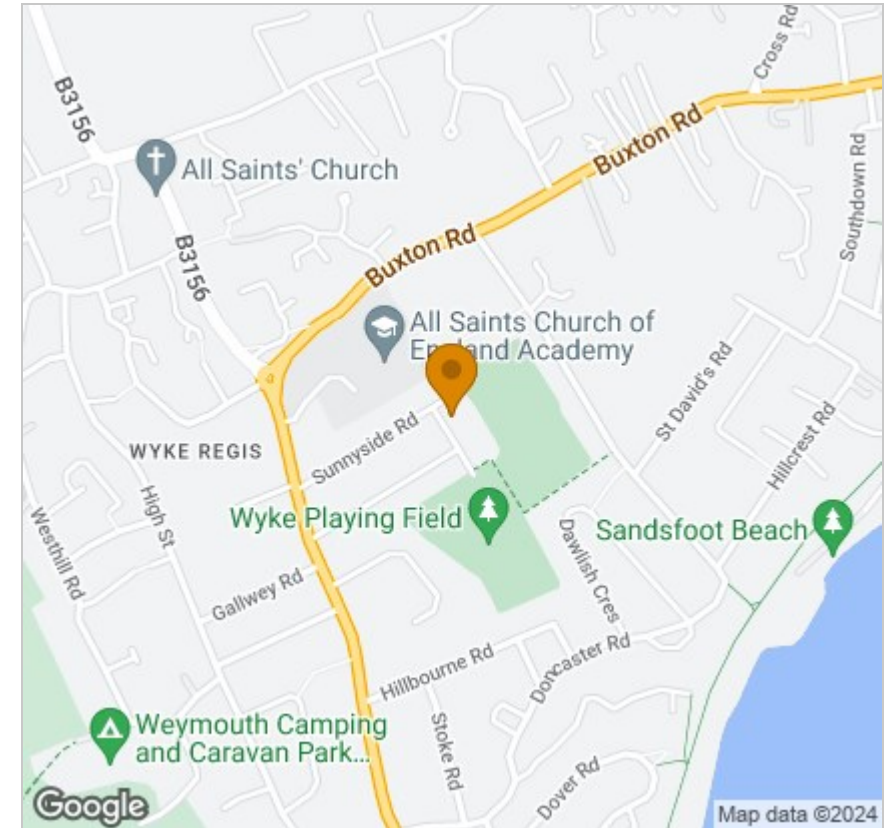 Cross Rd
B3156
Buxton Rd
All Saints' Church
Southdown Rd
B3156
Buxton Rd
All Saints Church of
England Academy
St David's Rd
Sunnyside Rd
WYKE REGIS
Hillcrest Rd
High St
Westhill Rd
Wyke Playing Field
Sandsfoot Beach
Dawlish Cres
Gallwey Rd
Doncaster Rd
Hillbourne Rd
Stoke Rd
Weymouth Camping
and Caravan Park...
Dover Rd
Google
Map data ©2024